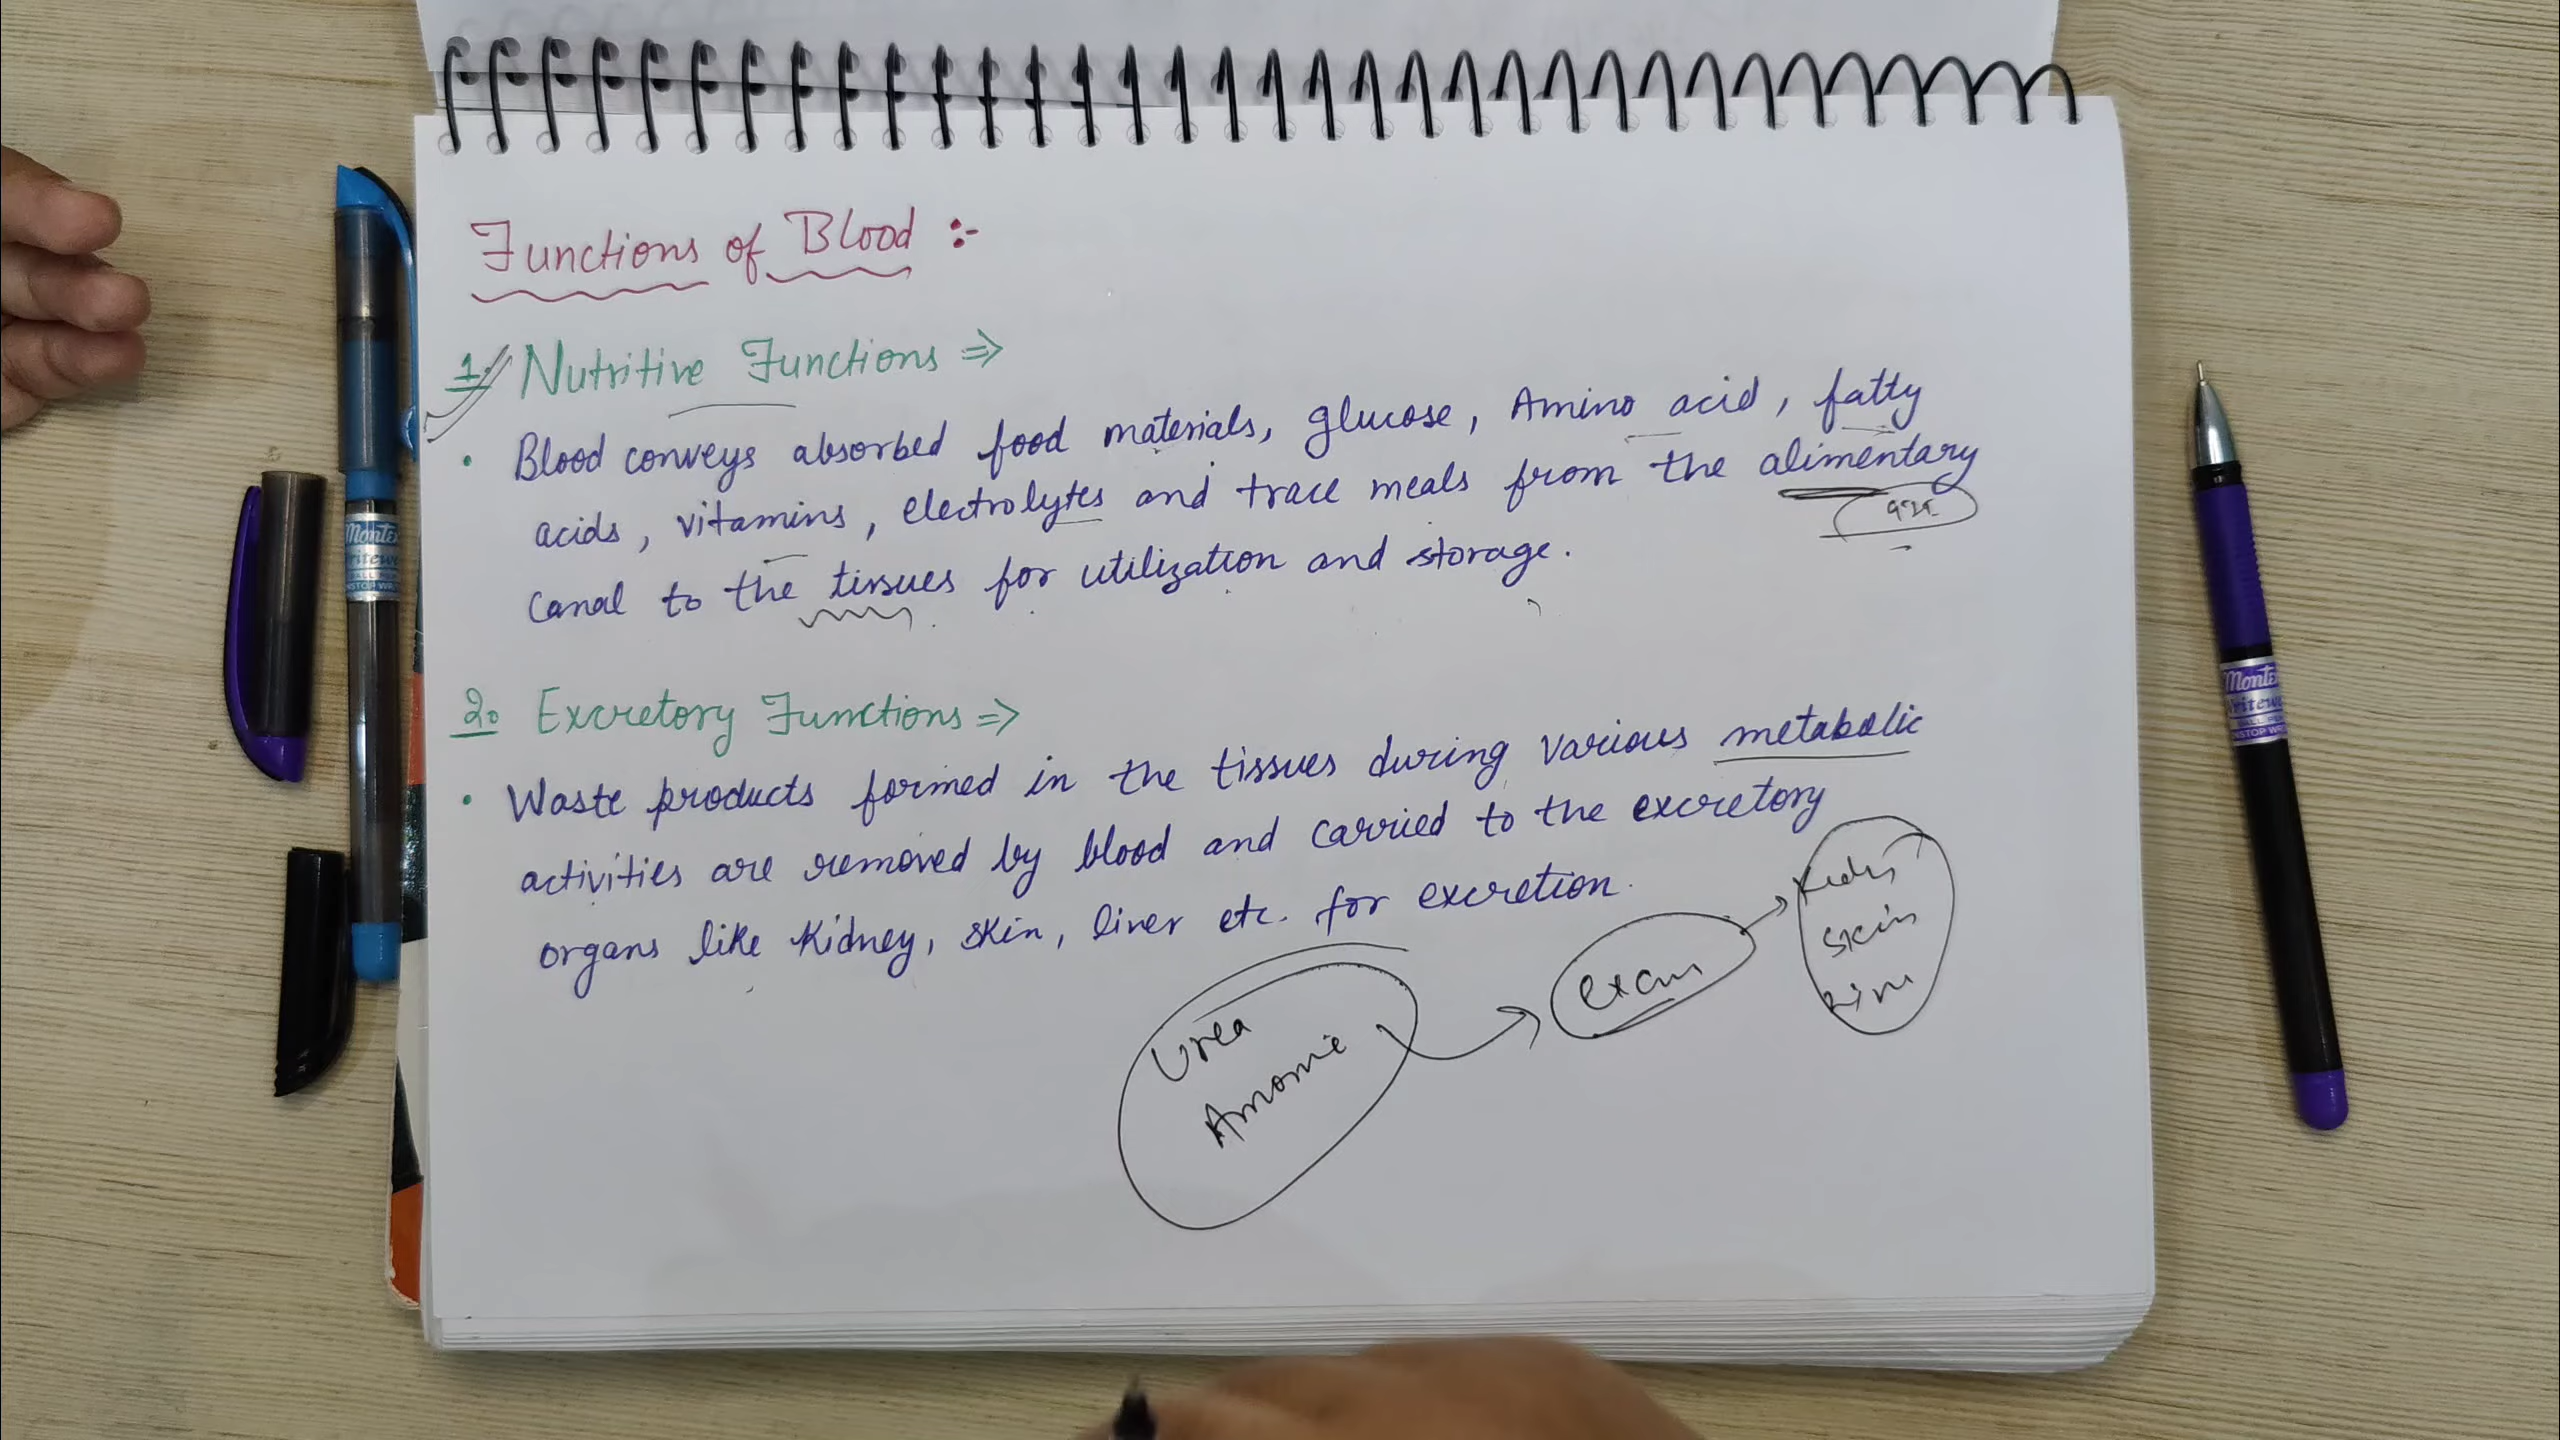 Functions of Blood :-
1. Nutritive Functions ⇒
• Blood conveys absorbed food materials, glucose, Amino acid, fatty
acids, vitamins, electrolytes and trace meals from the alimentary
canal to the tissues for utilization and storage.
2. Excretory Functions ⇒
• Waste products formed in the tissues during various metabolic
activities are removed by blood and carried to the excretory
organs like kidney, skin, liver etc. for excretion.
Urea
Skin
Montex
Montex